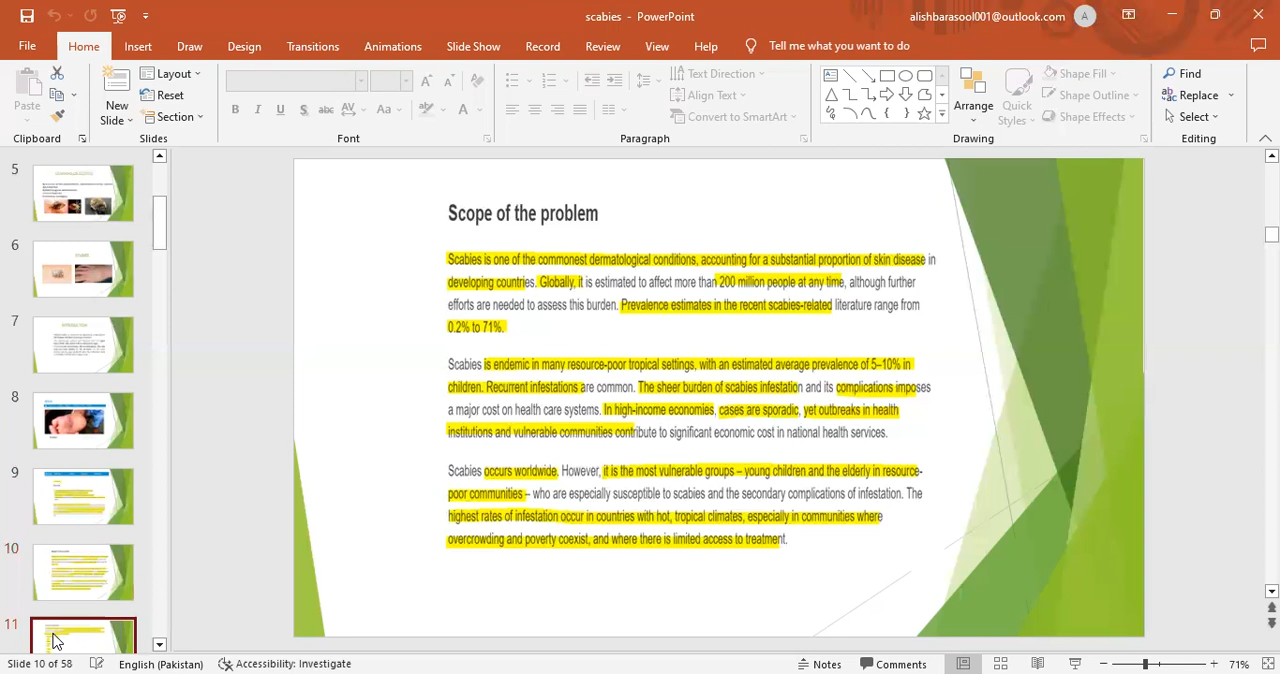 scabies - PowerPoint
alishbarasool001@outlook.com
A
File Home Insert Draw Design Transitions Animations Slide Show Record Review View Help Tell me what you want to do
Paste
New Slide
Layout
Reset
Section
Text Direction
Align Text
Convert to SmartArt
Arrange
Quick Styles
Shape Fill
Shape Outline
Shape Effects
Find
Replace
Select
Clipboard Slides Font Paragraph Drawing Editing
5
6
7
8
9
10
11
Scope of the problem
Scabies is one of the commonest dermatological conditions, accounting for a substantial proportion of skin disease in
developing countries. Globally, it is estimated to affect more than 200 million people at any time, although further
efforts are needed to assess this burden. Prevalence estimates in the recent scabies-related literature range from
0.2% to 71%.
Scabies is endemic in many resource-poor tropical settings, with an estimated average prevalence of 5–10% in
children. Recurrent infestations are common. The sheer burden of scabies infestation and its complications imposes
a major cost on health care systems. In high-income economies, cases are sporadic, yet outbreaks in health
institutions and vulnerable communities contribute to significant economic cost in national health services.
Scabies occurs worldwide. However, it is the most vulnerable groups – young children and the elderly in resource-
poor communities – who are especially susceptible to scabies and the secondary complications of infestation. The
highest rates of infestation occur in countries with hot, tropical climates, especially in communities where
overcrowding and poverty coexist, and where there is limited access to treatment.
Slide 10 of 58 English (Pakistan) Accessibility: Investigate Notes Comments 71%